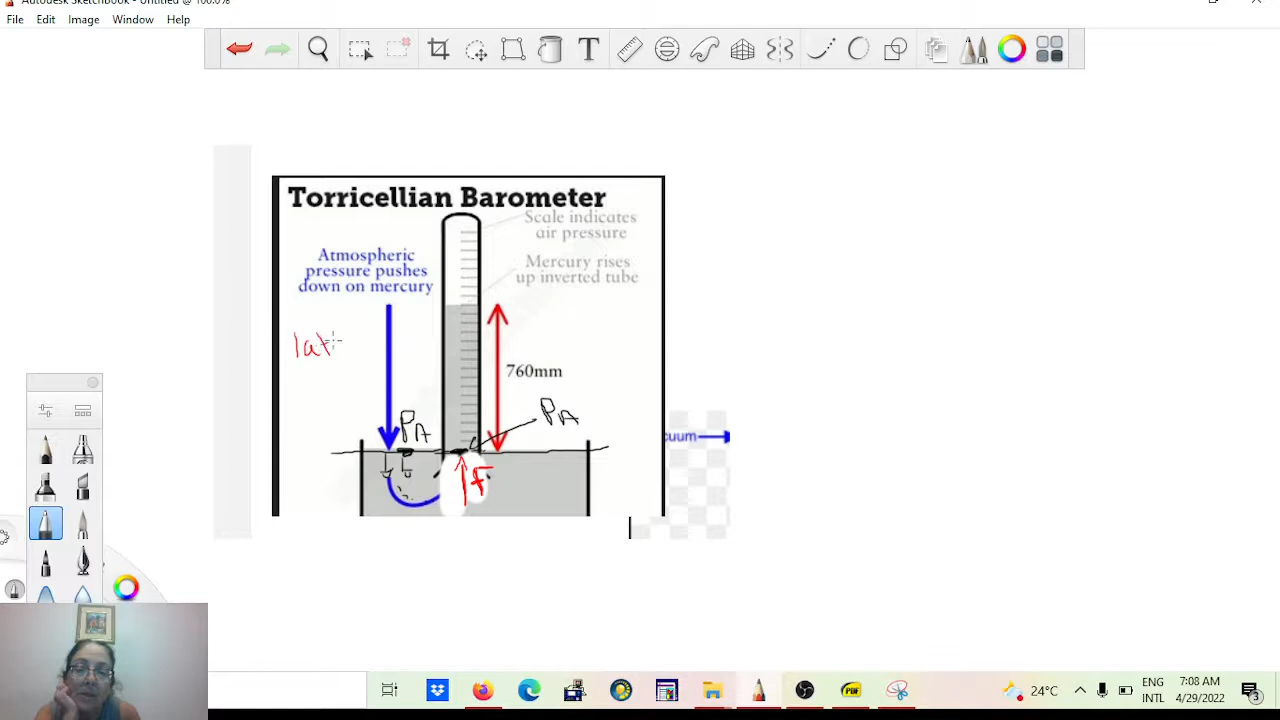 Autodesk Sketchbook - Untitled @ 100.0%
File Edit Image Window Help
T
Torricellian Barometer
Scale indicates
air pressure
Atmospheric
pressure pushes
down on mercury
Mercury rises
up inverted tube
1at
760mm
PA
PA
cuum
F
24°C
ENG
INTL
7:08 AM
4/29/2022
3